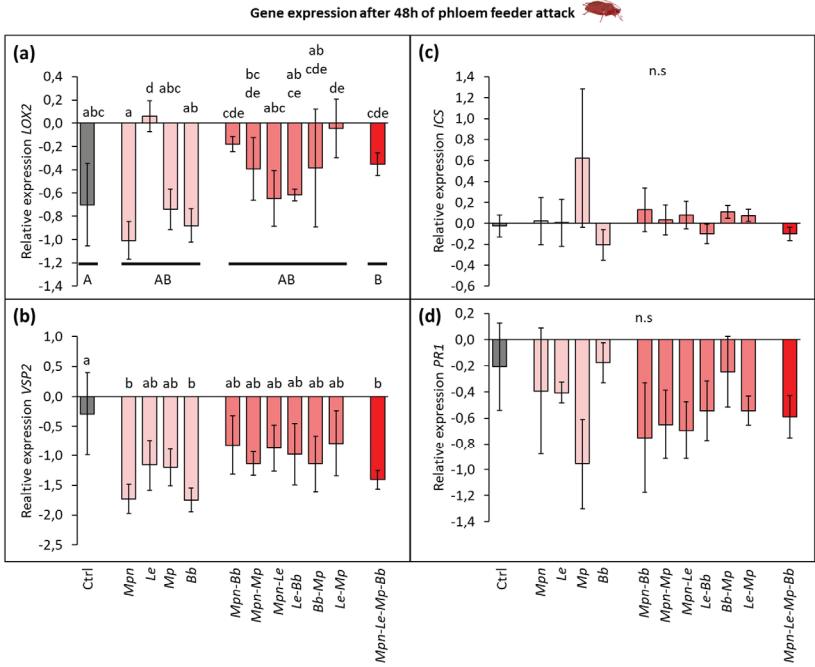 Gene expression after 48h of phloem feeder attack
(a)
Relative expression LOX2
0,4
0,2
0,0
-0,2
-0,4
-0,6
-0,8
-1,0
-1,2
-1,4
abc
a
d
abc
ab
cde
bc
de
abc
ab
ce
ab
cde
de
cde
A
AB
AB
B
(b)
Realtive expression VSP2
1,0
0,5
0,0
-0,5
-1,0
-1,5
-2,0
-2,5
a
b
ab
ab
b
ab
ab
ab
ab
ab
ab
b
Ctrl
Mpn
Le
Mp
Bb
Mpn-Bb
Mpn-Mp
Mpn-Le
Le-Bb
Bb-Mp
Le-Mp
Mpn-Le-Mp-Bb
(c)
n.s
Relative expression ICS
1,4
1,2
1,0
0,8
0,6
0,4
0,2
0,0
-0,2
-0,4
-0,6
(d)
n.s
Relative expression PR1
0,2
0,0
-0,2
-0,4
-0,6
-0,8
-1,0
-1,2
-1,4
Ctrl
Mpn
Le
Mp
Bb
Mpn-Bb
Mpn-Mp
Mpn-Le
Le-Bb
Bb-Mp
Le-Mp
Mpn-Le-Mp-Bb